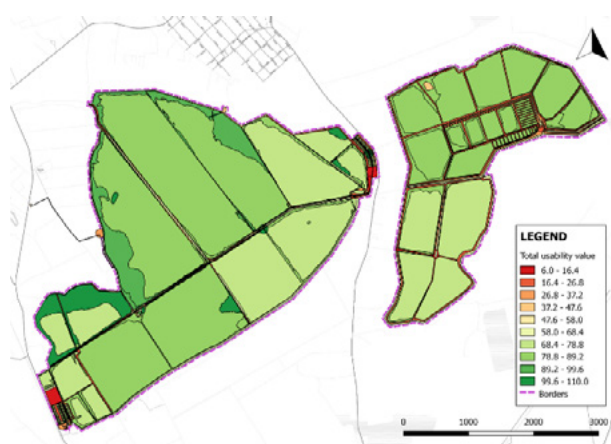 LEGEND
Total usability value
6.0 - 16.4
16.4 - 26.8
26.8 - 37.2
37.2 - 47.6
47.6 - 58.0
58.0 - 68.4
68.4 - 78.8
78.8 - 89.2
89.2 - 99.6
99.6 - 110.0
Borders
0 1000 2000 3000